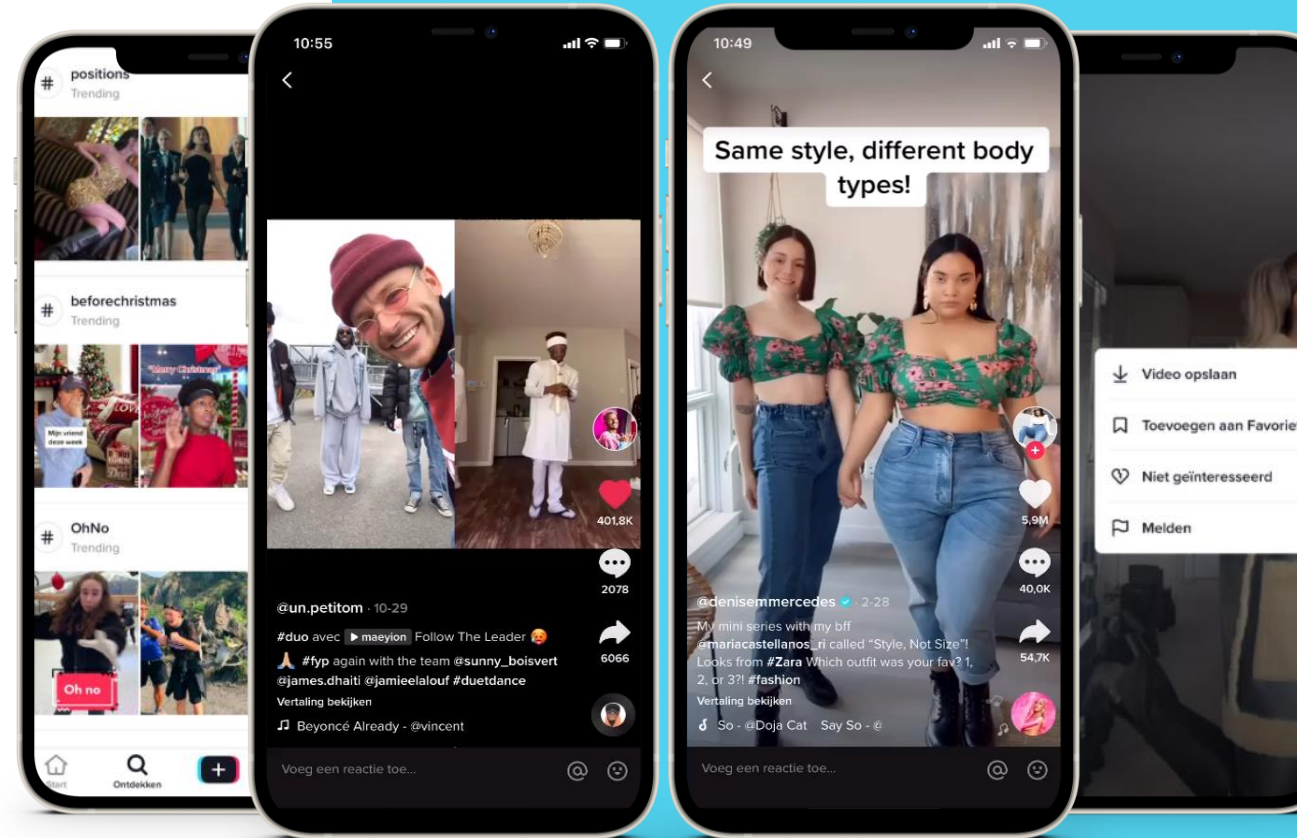 positions
Trending
beforechristmas
Trending
"Merry Christmas"
Mijn vriend
deze week
OhNo
Trending
Oh no
Start
Ontdekken
10:55
401,8K
2078
6066
@un.petitom · 10-29
#duo avec ▶ maeyion Follow The Leader 🥵
🙏🏼 #fyp again with the team @sunny_boisvert
@james.dhaiti @jamieelalouf #duetdance
Vertaling bekijken
Beyoncé Already - @vincent
Voeg een reactie toe...
10:49
Same style, different body
types!
5,9M
40,0K
54,7K
@denisemmercedes · 2-28
My mini series with my bff
@mariacastellanos_ri called “Style, Not Size”!
Looks from #Zara Which outfit was your fav? 1,
2, or 3?! #fashion
Vertaling bekijken
So - @Doja Cat Say So - @
Voeg een reactie toe...
Video opslaan
Toevoegen aan Favoriet
Niet geïnteresseerd
Melden